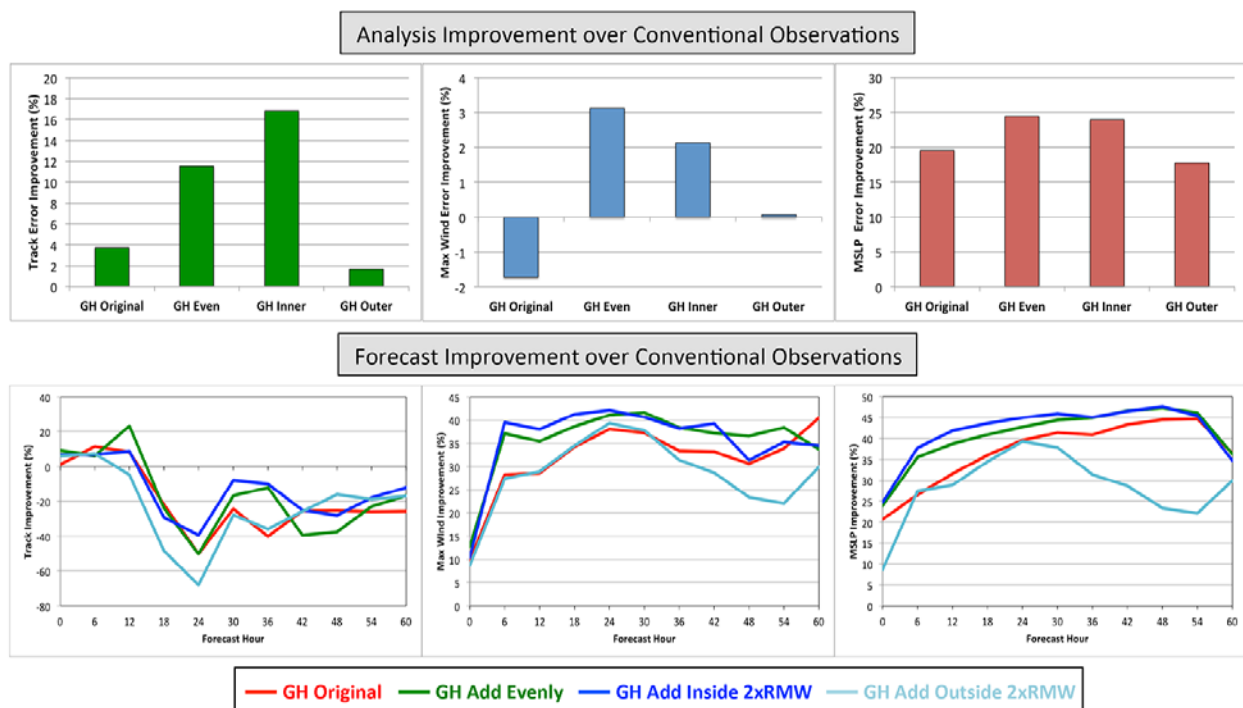 Analysis Improvement over Conventional Observations
Track Error Improvement (%)
20
18
16
14
12
10
8
6
4
2
0
GH Original GH Even GH Inner GH Outer
Max Wind Error Improvement (%)
4
3
2
1
0
-1
-2
GH Original GH Even GH Inner GH Outer
MSLP Error Improvement (%)
30
25
20
15
10
5
0
GH Original GH Even GH Inner GH Outer
Forecast Improvement over Conventional Observations
Track Improvement (%)
40
20
0
-20
-40
-60
-80
0 6 12 18 24 30 36 42 48 54 60
Forecast Hour
Max Wind Improvement (%)
45
40
35
30
25
20
15
10
5
0
0 6 12 18 24 30 36 42 48 54 60
Forecast Hour
MSLP Improvement (%)
50
45
40
35
30
25
20
15
10
5
0
0 6 12 18 24 30 36 42 48 54 60
Forecast Hour
GH Original GH Add Evenly GH Add Inside 2xRMW GH Add Outside 2xRMW